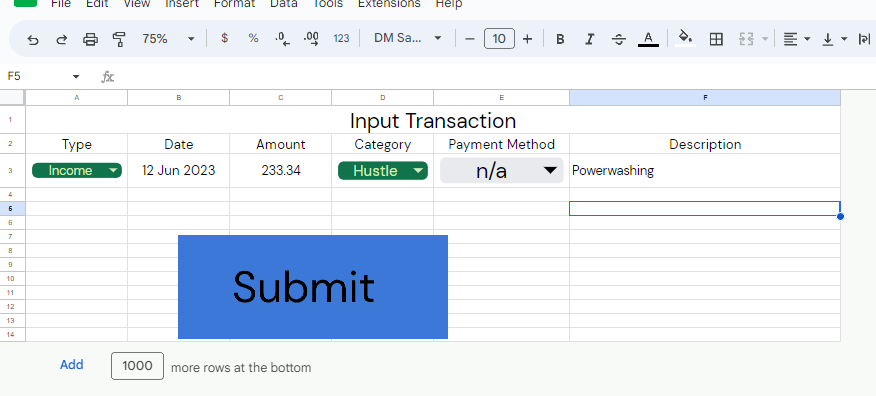 File Edit View Insert Format Data Tools Extensions Help
75% $ % .0 .00 123 DM Sa... − 10 + B I S A
F5 fx
A B C D E F
1 Input Transaction
2 Type Date Amount Category Payment Method Description
3 Income 12 Jun 2023 233.34 Hustle n/a Powerwashing
4
5
6
7
8
9
10
11
12
13
14
Submit
Add 1000 more rows at the bottom